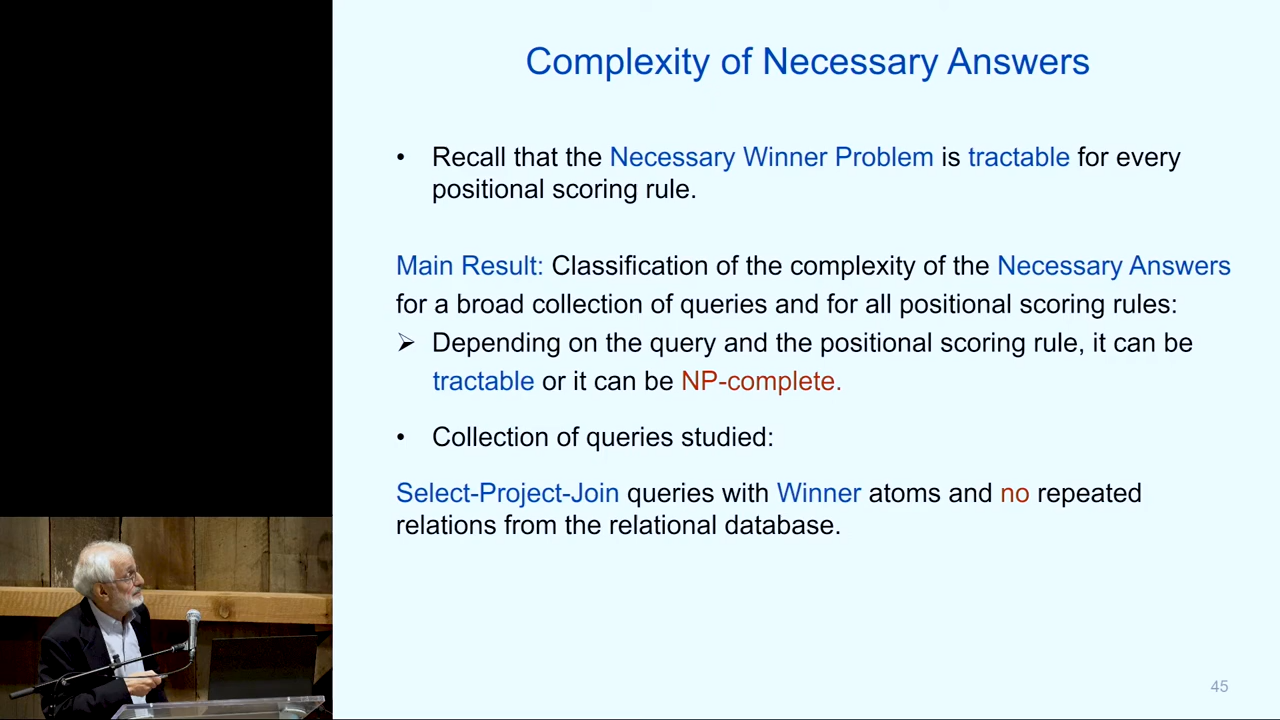 Complexity of Necessary Answers
• Recall that the Necessary Winner Problem is tractable for every
positional scoring rule.
Main Result: Classification of the complexity of the Necessary Answers
for a broad collection of queries and for all positional scoring rules:
➢ Depending on the query and the positional scoring rule, it can be
tractable or it can be NP-complete.
• Collection of queries studied:
Select-Project-Join queries with Winner atoms and no repeated
relations from the relational database.
45